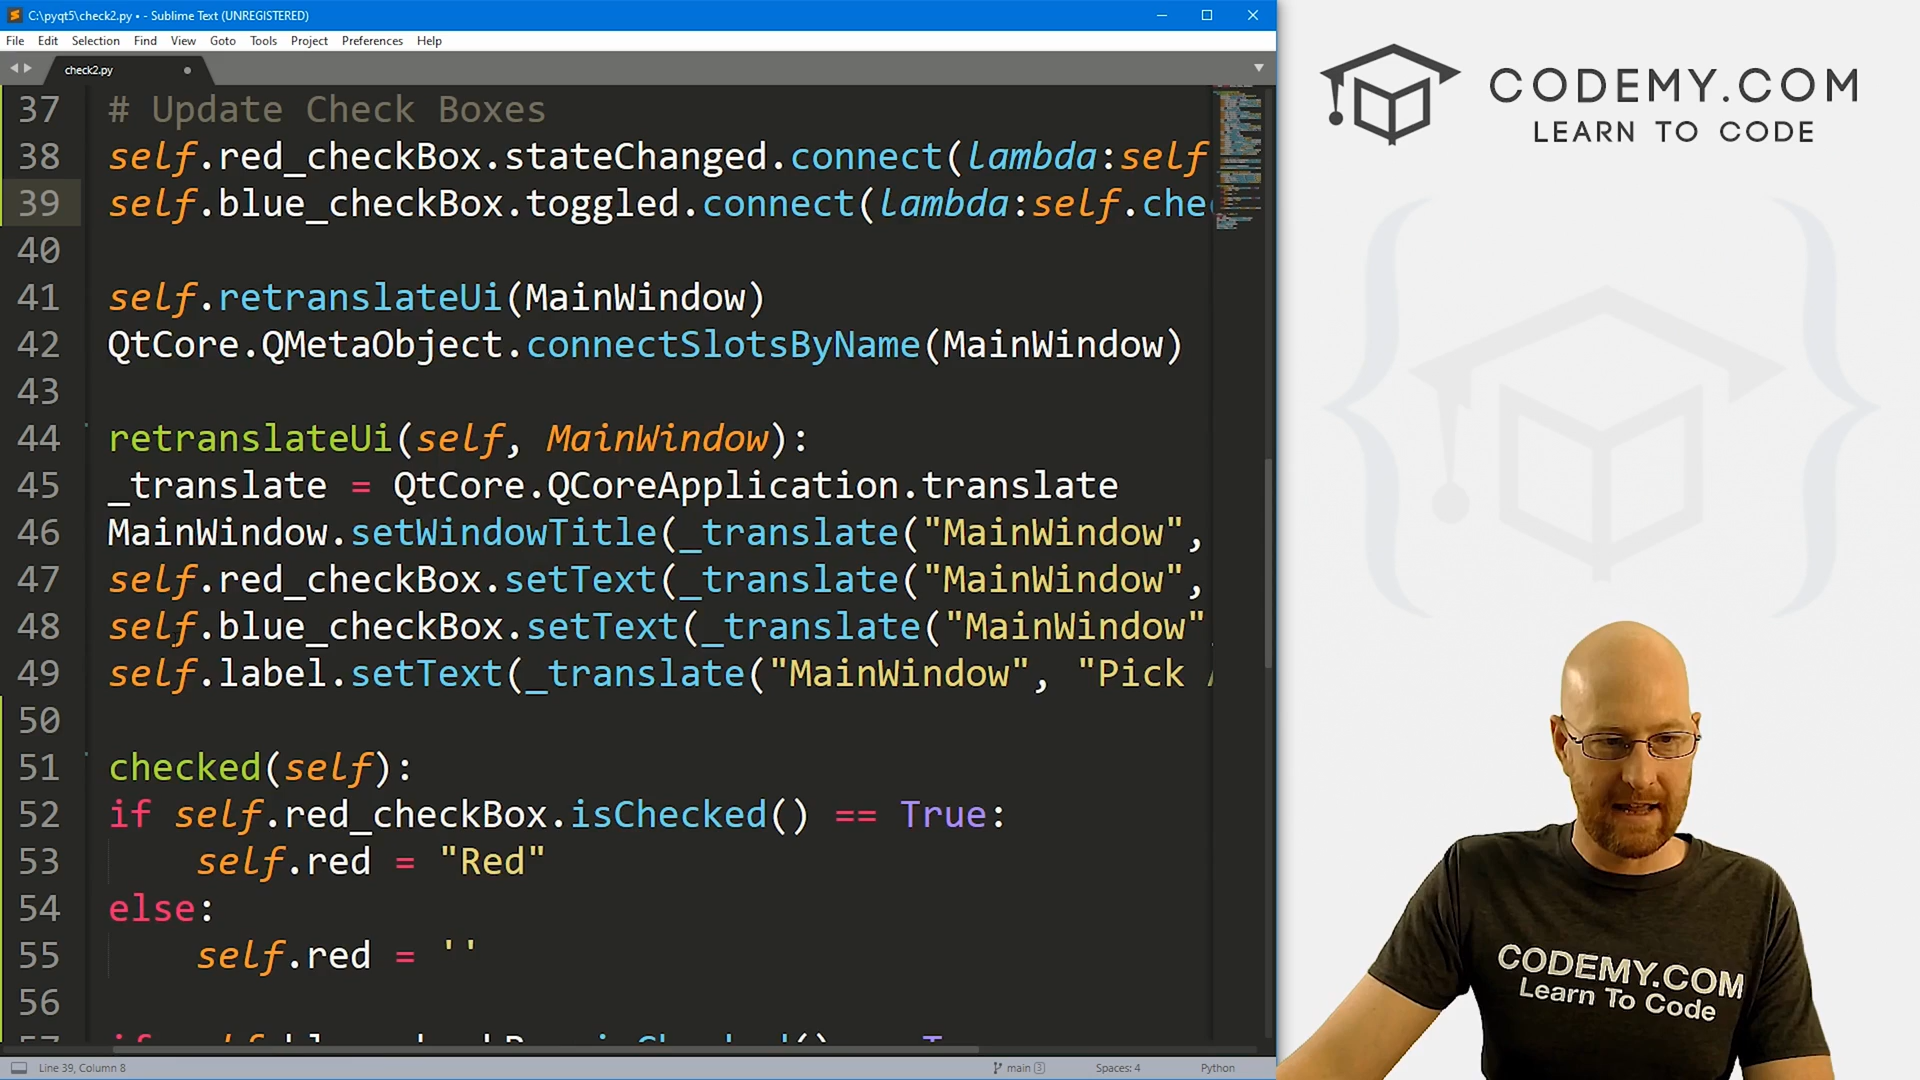 C:\pyqt5\check2.py • - Sublime Text (UNREGISTERED)
File Edit Selection Find View Goto Tools Project Preferences Help
check2.py
37 # Update Check Boxes
38 self.red_checkBox.stateChanged.connect(lambda:self
39 self.blue_checkBox.toggled.connect(lambda:self.chec
40
41 self.retranslateUi(MainWindow)
42 QtCore.QMetaObject.connectSlotsByName(MainWindow)
43
44 retranslateUi(self, MainWindow):
45 _translate = QtCore.QCoreApplication.translate
46 MainWindow.setWindowTitle(_translate("MainWindow",
47 self.red_checkBox.setText(_translate("MainWindow",
48 self.blue_checkBox.setText(_translate("MainWindow"
49 self.label.setText(_translate("MainWindow", "Pick
50
51 checked(self):
52 if self.red_checkBox.isChecked() == True:
53 self.red = "Red"
54 else:
55 self.red = ''
56
Line 39, Column 8
main 3
Spaces: 4
Python
CODEMY.COM
LEARN TO CODE
CODEMY.COM
Learn To Code